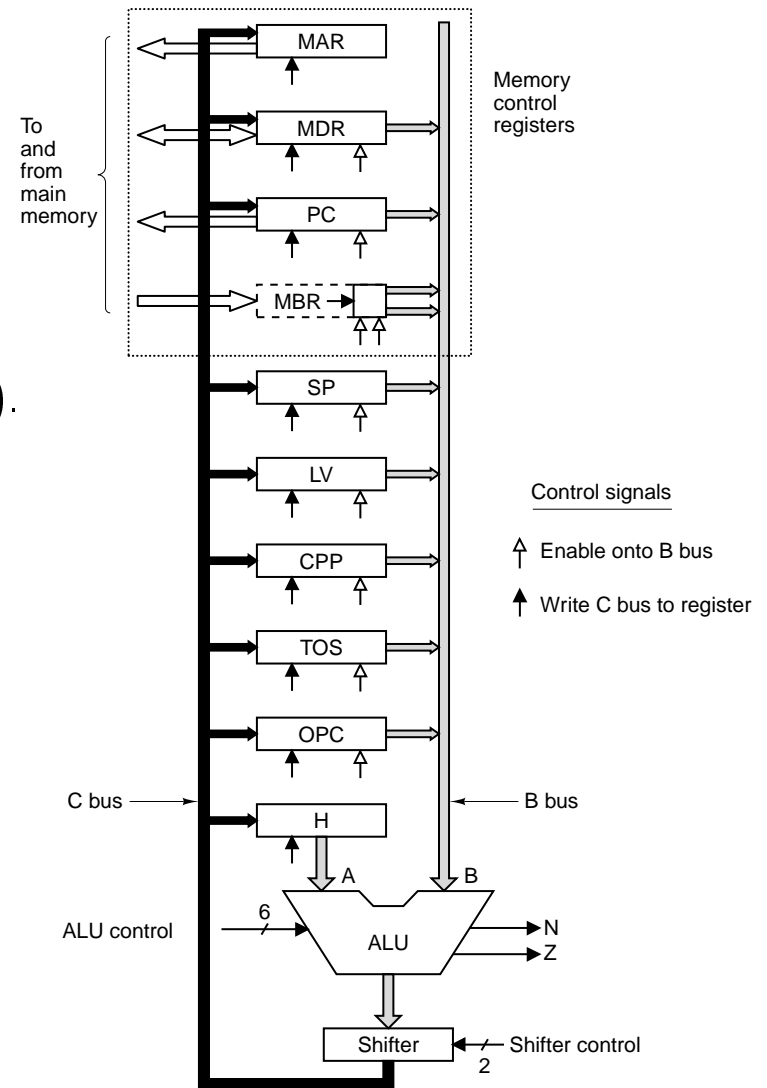 MAR
Memory
control
registers
To
and
from
main
memory
MDR
PC
MBR
SP
) .
LV
Control signals
Enable onto B bus
CPP
Write C bus to register
TOS
OPC
C bus
B bus
H
A
B
6
ALU control
ALU
N
Z
Shifter
Shifter control
2